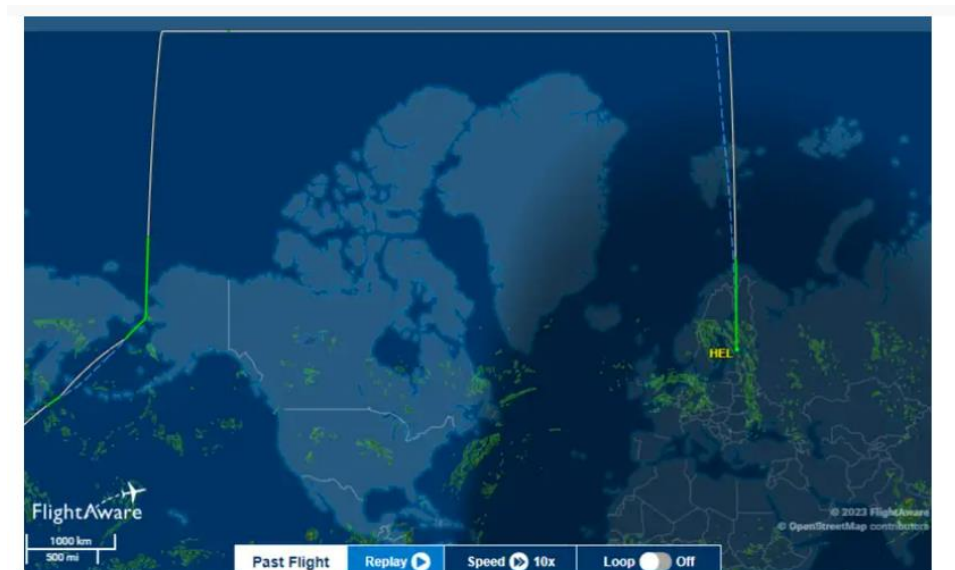 HEL
FlightAware
© 2023 FlightAware
© OpenStreetMap contributors
1000 km
500 mi
Past Flight Replay Speed 10x Loop Off